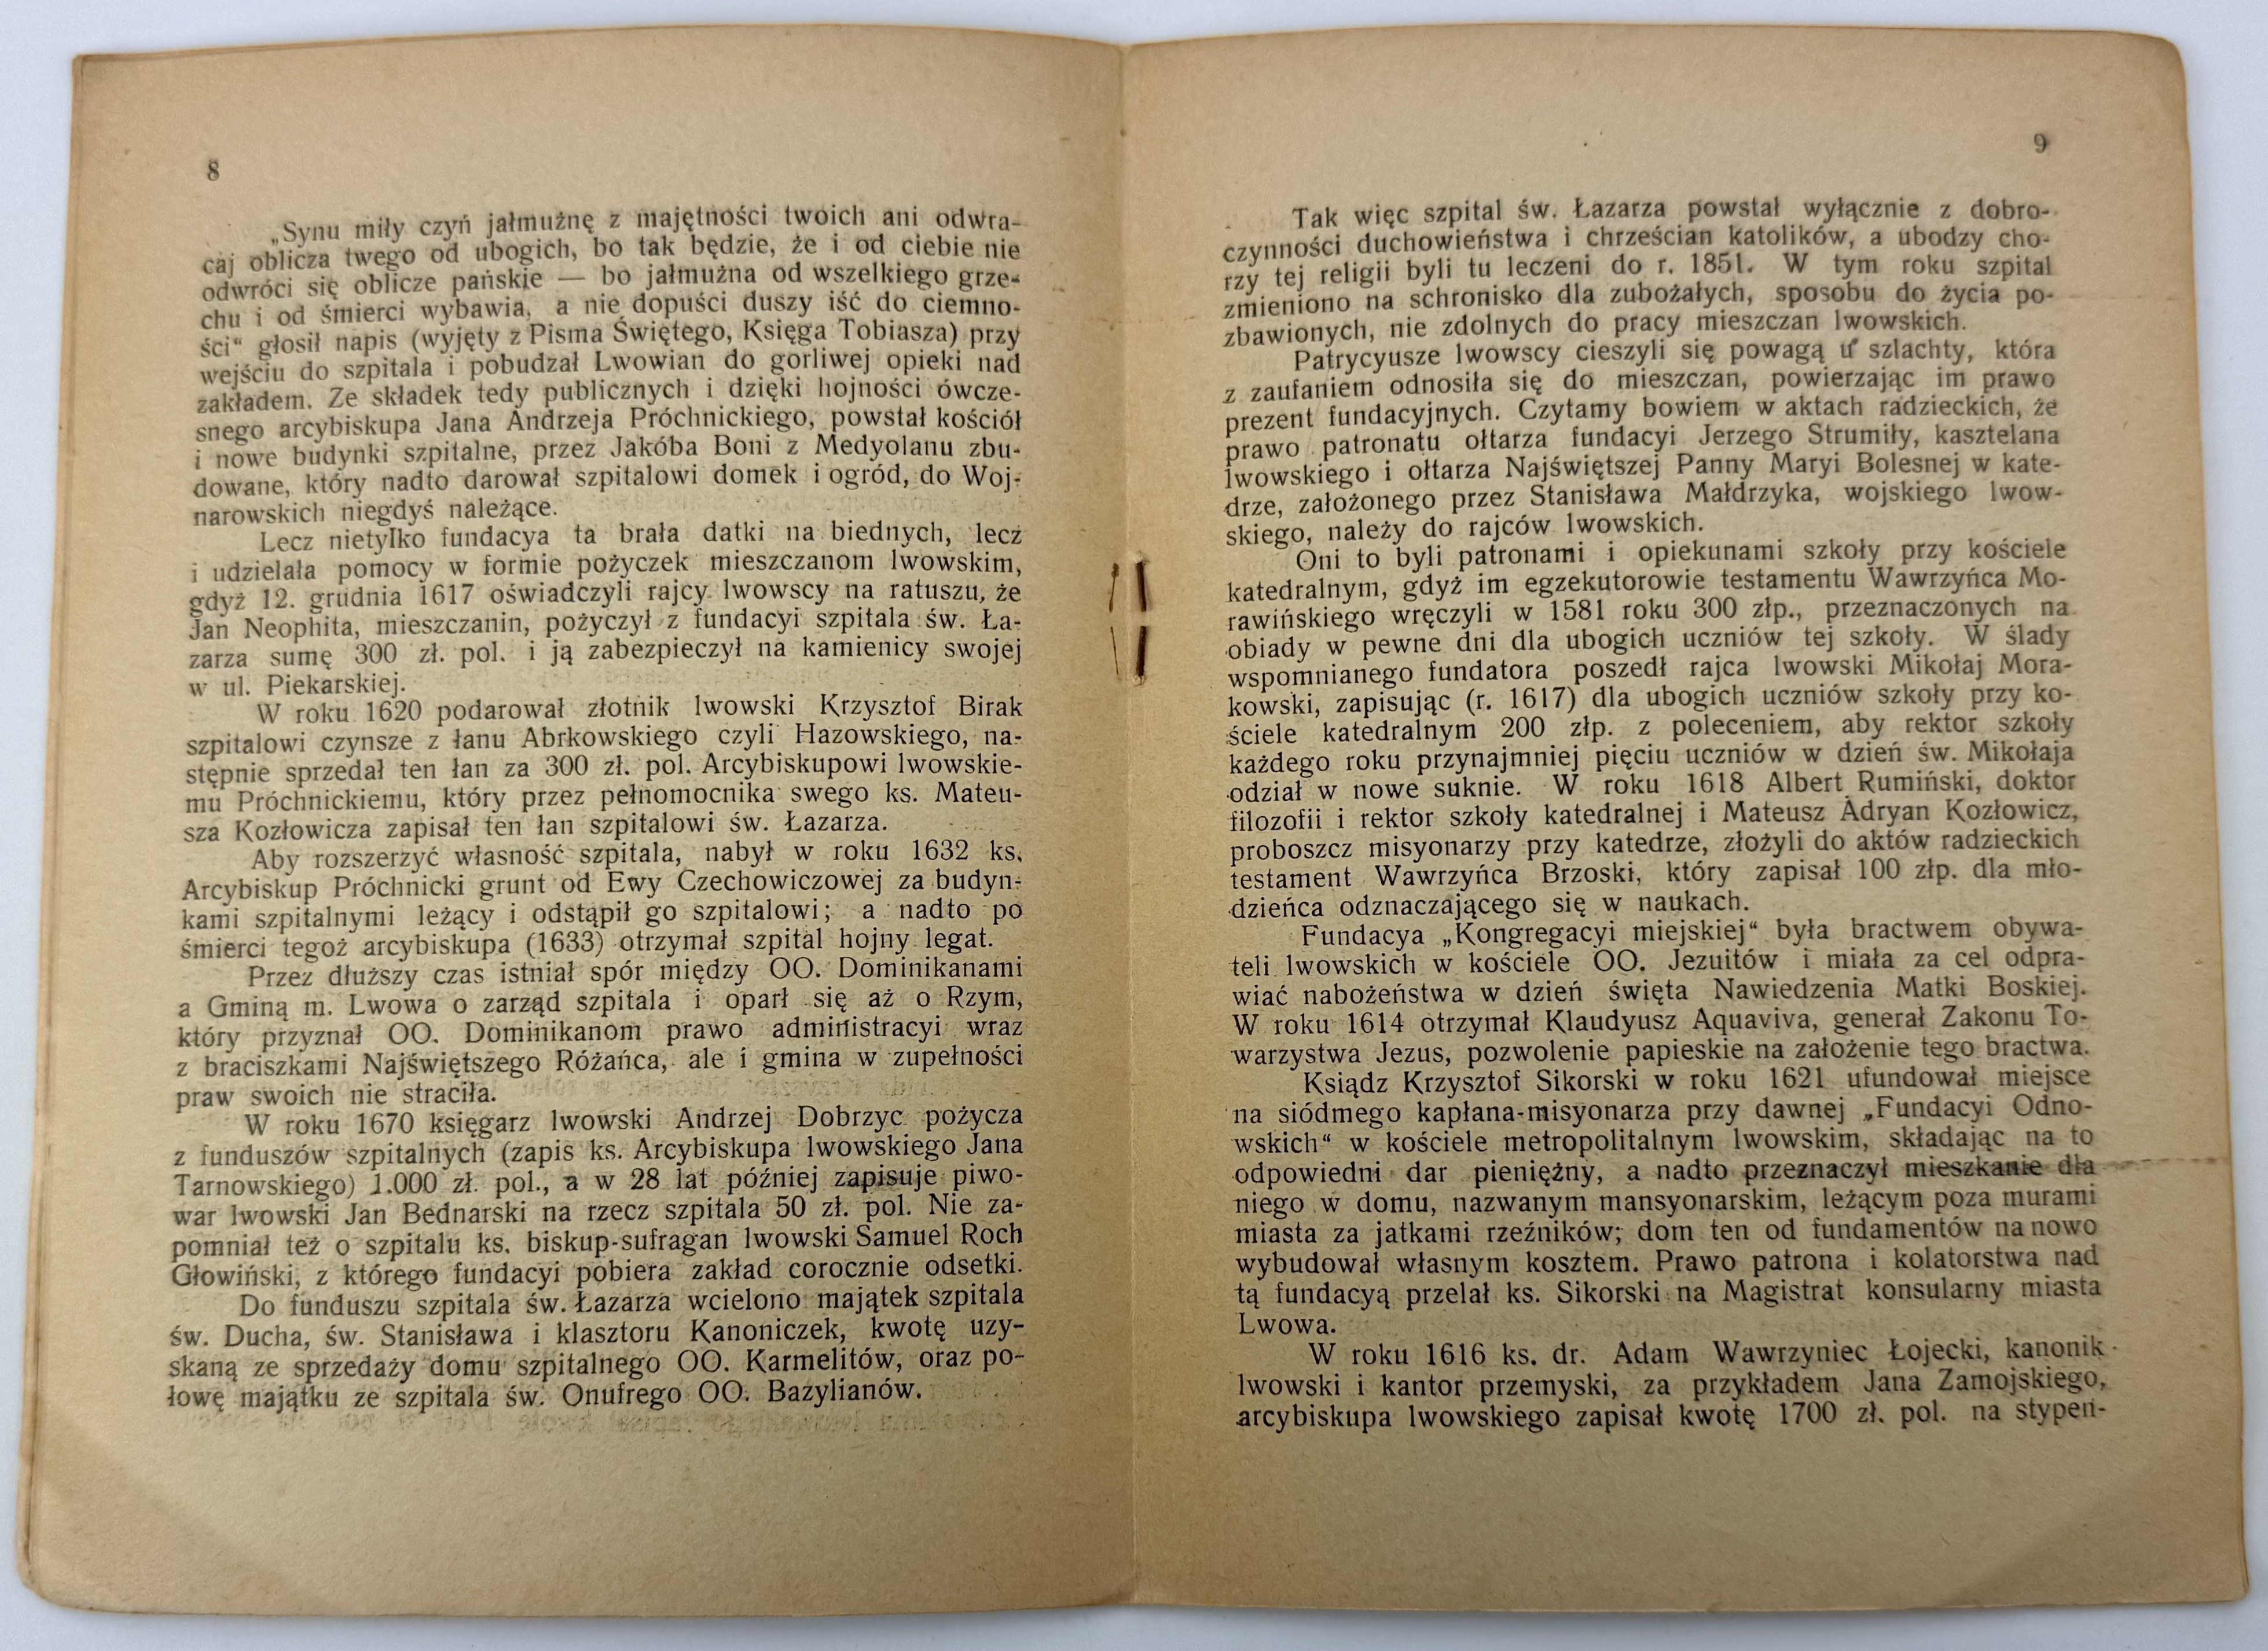 8
„Synu miły czyń jałmużnę z majętności twoich ani odwra-
caj oblicza twego od ubogich, bo tak będzie, że i od ciebie nie
odwróci się oblicze pańskie — bo jałmużna od wszelkiego grze-
chu i od śmierci wybawia, a nie dopuści duszy iść do ciemno-
ści“ głosił napis (wyjęty z Pisma Świętego, Księga Tobiasza) przy
wejściu do szpitala i pobudzał Lwowian do gorliwej opieki nad
zakładem. Ze składek tedy publicznych i dzięki hojności ówcze-
snego arcybiskupa Jana Andrzeja Próchnickiego, powstał kościół
i nowe budynki szpitalne, przez Jakóba Boni z Medyolanu zbu-
dowane, który nadto darował szpitalowi domek i ogród, do Woj-
narowskich niegdyś należące.
Lecz nietylko fundacya ta brała datki na biednych, lecz
i udzielała pomocy w formie pożyczek mieszczanom lwowskim,
gdyż 12. grudnia 1617 oświadczyli rajcy lwowscy na ratuszu, że
Jan Neophita, mieszczanin, pożyczył z fundacyi szpitala św. Ła-
zarza sumę 300 zł. pol. i ją zabezpieczył na kamienicy swojej
w ul. Piekarskiej.
W roku 1620 podarował złotnik lwowski Krzysztof Birak
szpitalowi czynsze z łanu Abrkowskiego czyli Hazowskiego, na-
stępnie sprzedał ten łan za 300 zł. pol. Arcybiskupowi lwowskie-
mu Próchnickiemu, który przez pełnomocnika swego ks. Mateu-
sza Kozłowicza zapisał ten łan szpitalowi św. Łazarza.
Aby rozszerzyć własność szpitala, nabył w roku 1632 ks.
Arcybiskup Próchnicki grunt od Ewy Czechowiczowej za budyn-
kami szpitalnymi leżący i odstąpił go szpitalowi; a nadto po
śmierci tegoż arcybiskupa (1633) otrzymał szpital hojny legat.
Przez dłuższy czas istniał spór między OO. Dominikanami
a Gminą m. Lwowa o zarząd szpitala i oparł się aż o Rzym,
który przyznał OO. Dominikanom prawo administracyi wraz
z braciszkami Najświętszego Różańca, ale i gmina w zupełności
praw swoich nie straciła.
W roku 1670 księgarz lwowski Andrzej Dobrzyc pożycza
z funduszów szpitalnych (zapis ks. Arcybiskupa lwowskiego Jana
Tarnowskiego) 1.000 zł. pol., a w 28 lat później zapisuje piwo-
war lwowski Jan Bednarski na rzecz szpitala 50 zł. pol. Nie za-
pomniał też o szpitalu ks. biskup-sufragan lwowski Samuel Roch
Głowiński, z którego fundacyi pobiera zakład corocznie odsetki.
Do funduszu szpitala św. Łazarza wcielono majątek szpitala
św. Ducha, św. Stanisława i klasztoru Kanoniczek, kwotę uzy-
skaną ze sprzedaży domu szpitalnego OO. Karmelitów, oraz po-
łowę majątku ze szpitala św. Onufrego OO. Bazylianów.
9
Tak więc szpital św. Łazarza powstał wyłącznie z dobro-
czynności duchowieństwa i chrześcian katolików, a ubodzy cho-
rzy tej religii byli tu leczeni do r. 1851. W tym roku szpital
zmieniono na schronisko dla zubożałych, sposobu do życia po-
zbawionych, nie zdolnych do pracy mieszczan lwowskich.
Patrycyusze lwowscy cieszyli się powagą u szlachty, która
z zaufaniem odnosiła się do mieszczan, powierzając im prawo
prezent fundacyjnych. Czytamy bowiem w aktach radzieckich, że
prawo patronatu ołtarza fundacyi Jerzego Strumiły, kasztelana
lwowskiego i ołtarza Najświętszej Panny Maryi Bolesnej w kate-
drze, założonego przez Stanisława Małdrzyka, wojskiego lwow-
skiego, należy do rajców lwowskich.
Oni to byli patronami i opiekunami szkoły przy kościele
katedralnym, gdyż im egzekutorowie testamentu Wawrzyńca Mo-
rawińskiego wręczyli w 1581 roku 300 złp., przeznaczonych na
obiady w pewne dni dla ubogich uczniów tej szkoły. W ślady
wspomnianego fundatora poszedł rajca lwowski Mikołaj Mora-
kowski, zapisując (r. 1617) dla ubogich uczniów szkoły przy ko-
ściele katedralnym 200 złp. z poleceniem, aby rektor szkoły
każdego roku przynajmniej pięciu uczniów w dzień św. Mikołaja
odział w nowe suknie. W roku 1618 Albert Rumiński, doktor
filozofii i rektor szkoły katedralnej i Mateusz Adryan Kozłowicz,
proboszcz misyonarzy przy katedrze, złożyli do aktów radzieckich
testament Wawrzyńca Brzoski, który zapisał 100 złp. dla mło-
dzieńca odznaczającego się w naukach.
Fundacya „Kongregacyi miejskiej“ była bractwem obywa-
teli lwowskich w kościele OO. Jezuitów i miała za cel odpra-
wiać nabożeństwa w dzień święta Nawiedzenia Matki Boskiej.
W roku 1614 otrzymał Klaudyusz Aquaviva, generał Zakonu To-
warzystwa Jezus, pozwolenie papieskie na założenie tego bractwa.
Ksiądz Krzysztof Sikorski w roku 1621 ufundował miejsce
na siódmego kapłana-misyonarza przy dawnej „Fundacyi Odno-
wskich“ w kościele metropolitalnym lwowskim, składając na to
odpowiedni dar pieniężny, a nadto przeznaczył mieszkanie dla
niego w domu, nazwanym mansyonarskim, leżącym poza murami
miasta za jatkami rzeźników; dom ten od fundamentów na nowo
wybudował własnym kosztem. Prawo patrona i kolatorstwa nad
tą fundacyą przelał ks. Sikorski na Magistrat konsularny miasta
Lwowa.
W roku 1616 ks. dr. Adam Wawrzyniec Łojecki, kanonik
lwowski i kantor przemyski, za przykładem Jana Zamojskiego,
arcybiskupa lwowskiego zapisał kwotę 1700 zł. pol. na stypen-